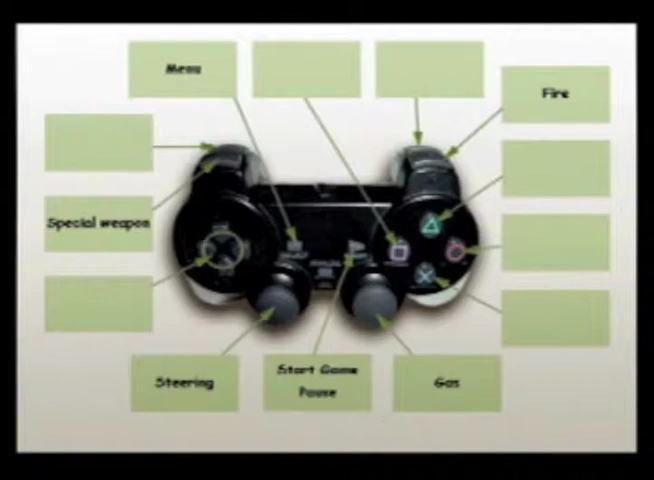 Menu
Fire
Special weapon
Steering
Start Game
Pause
Gas